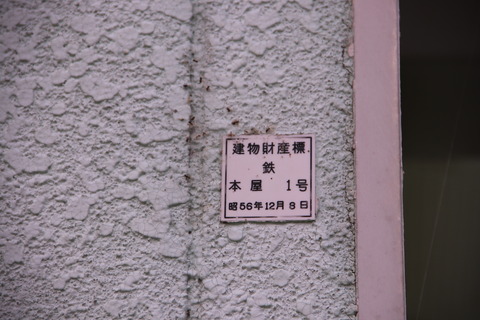 建物財産標
鉄
本屋 1号
昭56年12月8日